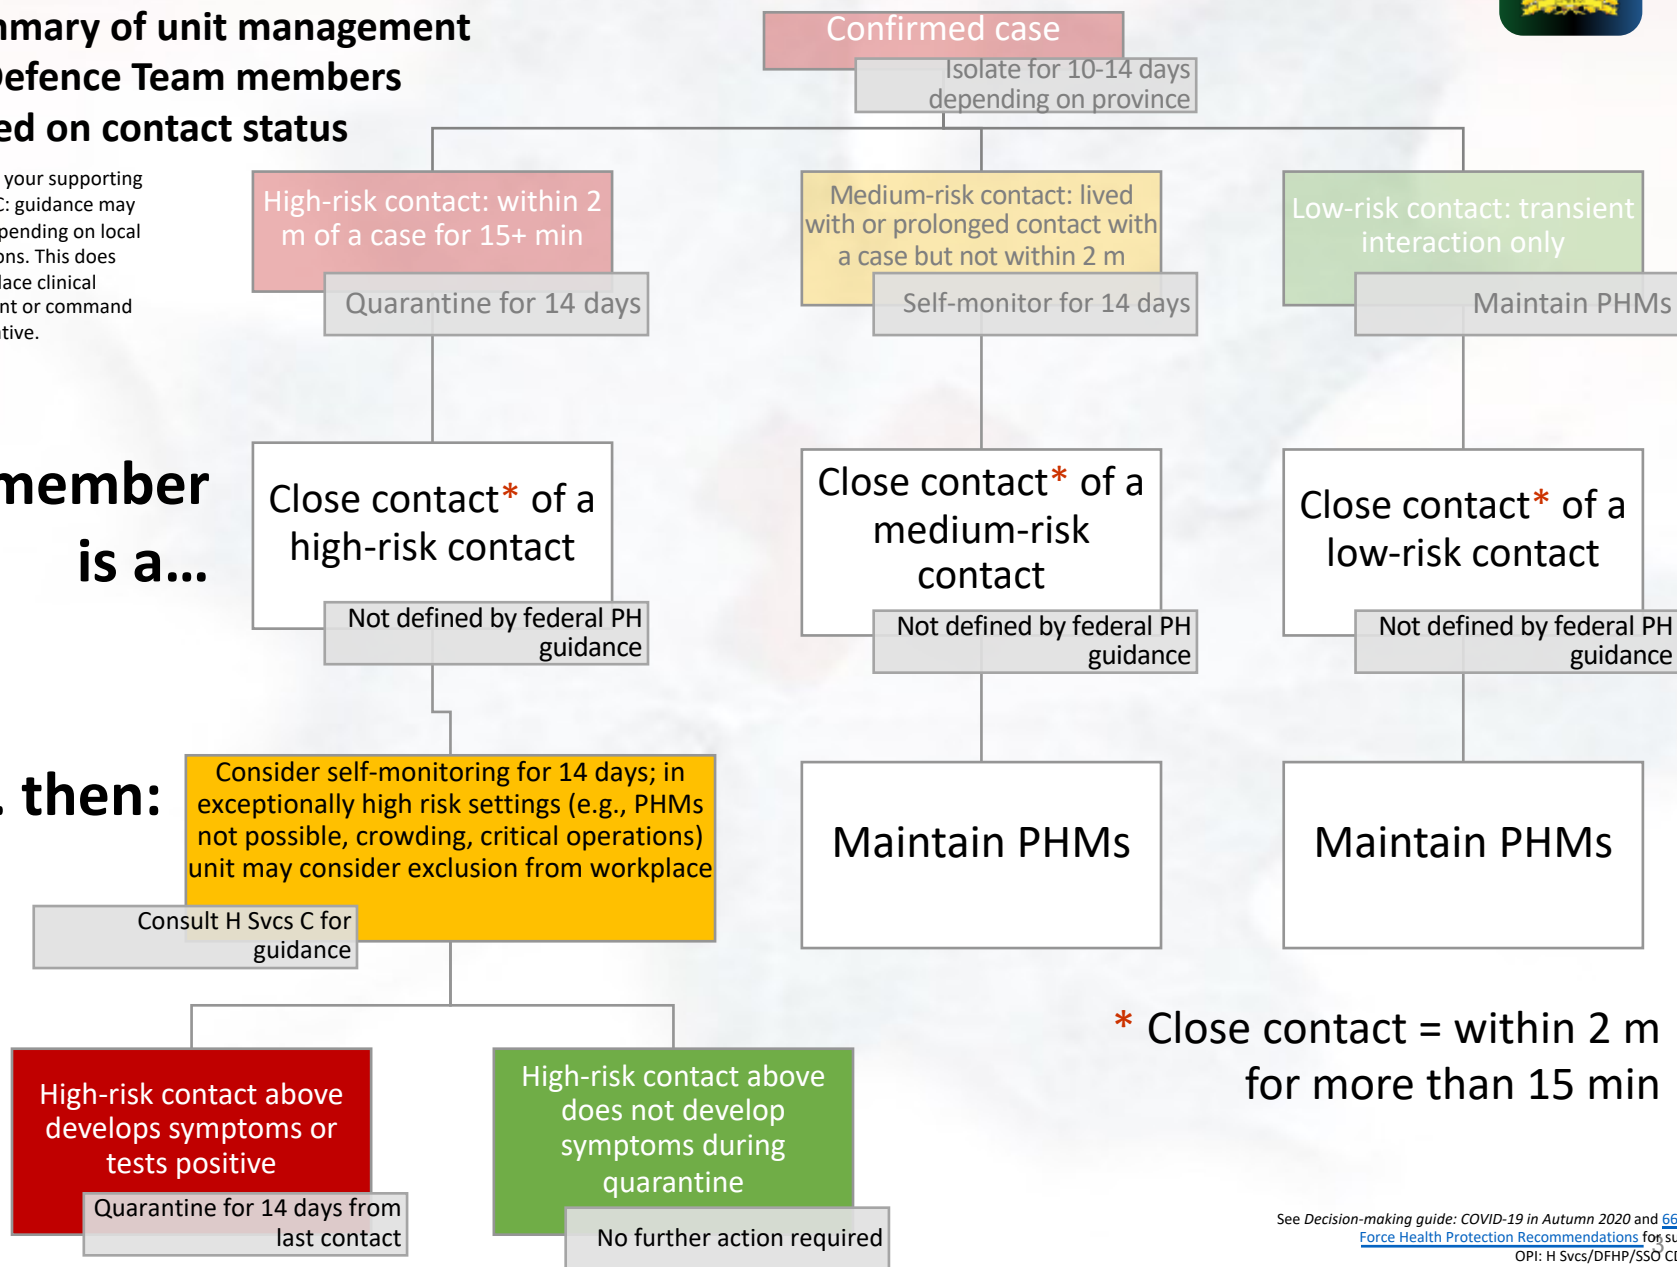 mmary of unit management
Defence Team members
ed on contact status
your supporting
C: guidance may
pending on local
ons. This does
lace clinical
nt or command
ative.
Confirmed case
Isolate for 10-14 days
depending on province
High-risk contact: within 2
m of a case for 15+ min
Quarantine for 14 days
Medium-risk contact: lived
with or prolonged contact with
a case but not within 2 m
Self-monitor for 14 days
Low-risk contact: transient
interaction only
Maintain PHMs
member
is a...
Close contact* of a
high-risk contact
Not defined by federal PH
guidance
Close contact* of a
medium-risk
contact
Not defined by federal PH
guidance
Close contact* of a
low-risk contact
Not defined by federal PH
guidance
. then:
Consider self-monitoring for 14 days; in
exceptionally high risk settings (e.g., PHMs
not possible, crowding, critical operations)
unit may consider exclusion from workplace
Consult H Svcs C for
guidance
Maintain PHMs
Maintain PHMs
High-risk contact above
develops symptoms or
tests positive
Quarantine for 14 days from
last contact
High-risk contact above
does not develop
symptoms during
quarantine
No further action required
* Close contact = within 2 m
for more than 15 min
See Decision-making guide: COVID-19 in Autumn 2020 and 66
Force Health Protection Recommendations for su
3
OPI: H Svcs/DFHP/SSO CD